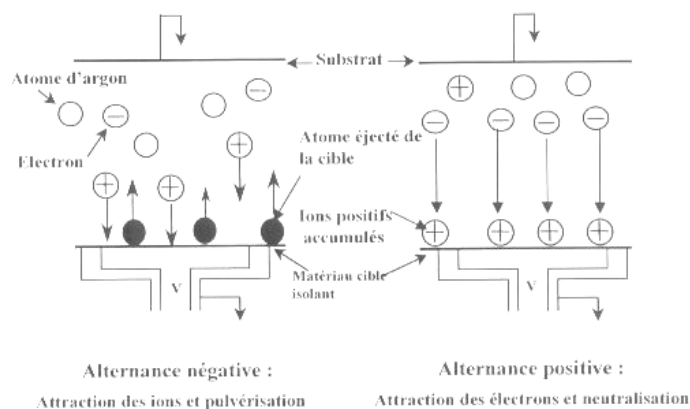 Substrat
Atome d'argon
Electron
Atome éjecté de
la cible
Ions positifs
accumulés
Matériau cible
isolant
V
V
Alternance négative :
Attraction des ions et pulvérisation
Alternance positive :
Attraction des électrons et neutralisation